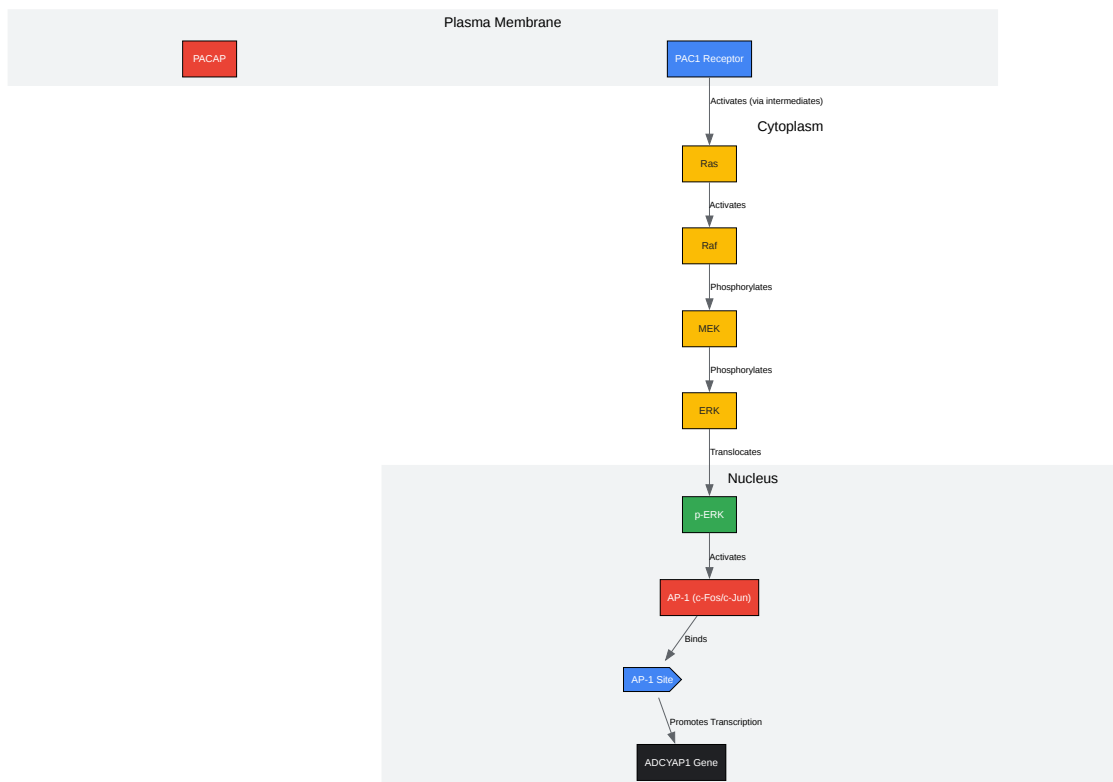 Plasma Membrane
PACAP
PAC1 Receptor
Activates (via intermediates)
Cytoplasm
Ras
Activates
Raf
Phosphorylates
MEK
Phosphorylates
ERK
Translocates
Nucleus
p-ERK
Activates
AP-1 (c-Fos/c-Jun)
Binds
AP-1 Site
Promotes Transcription
ADCYAP1 Gene